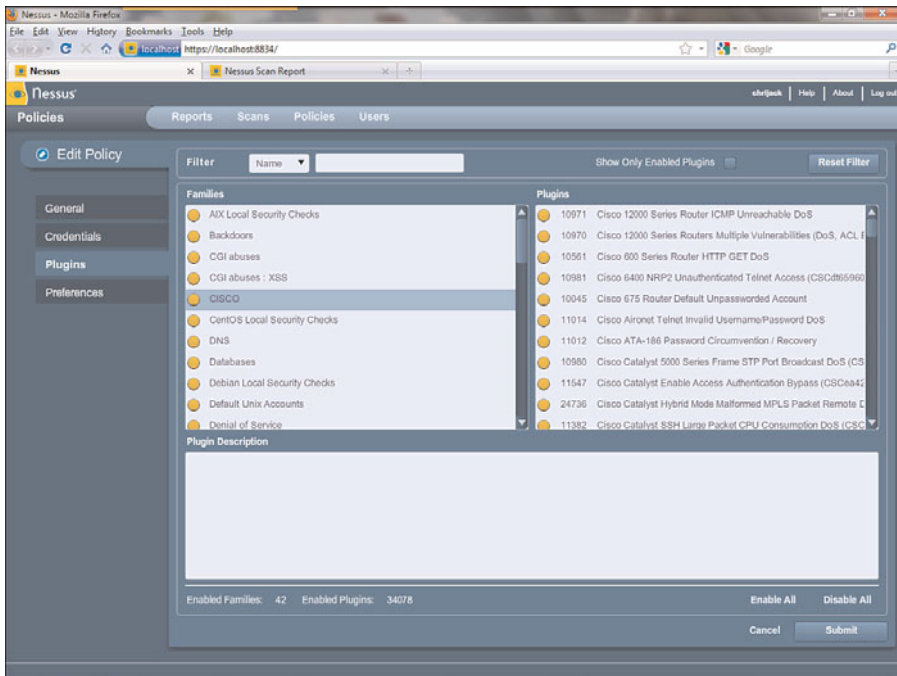 Nessus - Mozilla Firefox
File Edit View History Bookmarks Tools Help
localhost https://localhost:8834/
Google
Nessus
Nessus Scan Report
Nessus
chrijack | Help | About | Log out
Policies
Reports Scans Policies Users
Edit Policy
General
Credentials
Plugins
Preferences
Filter Name Show Only Enabled Plugins Reset Filter
Families
AIX Local Security Checks
Backdoors
CGI abuses
CGI abuses : XSS
CISCO
CentOS Local Security Checks
DNS
Databases
Debian Local Security Checks
Default Unix Accounts
Denial of Service
Plugins
10971 Cisco 12000 Series Router ICMP Unreachable DoS
10970 Cisco 12000 Series Routers Multiple Vulnerabilities (DoS, ACL
10561 Cisco 600 Series Router HTTP GET DoS
10981 Cisco 6400 NRP2 Unauthenticated Telnet Access (CSCdt65960
10045 Cisco 675 Router Default Unpassworded Account
11014 Cisco Aironet Telnet Invalid Username/Password DoS
11012 Cisco ATA-186 Password Circumvention / Recovery
10980 Cisco Catalyst 5000 Series Frame STP Port Broadcast DoS (CS
11547 Cisco Catalyst Enable Access Authentication Bypass (CSCea42
24736 Cisco Catalyst Hybrid Mode Malformed MPLS Packet Remote
11382 Cisco Catalyst SSH Large Packet CPU Consumption DoS (CSC
Plugin Description
Enabled Families: 42 Enabled Plugins: 34078
Enable All Disable All
Cancel Submit